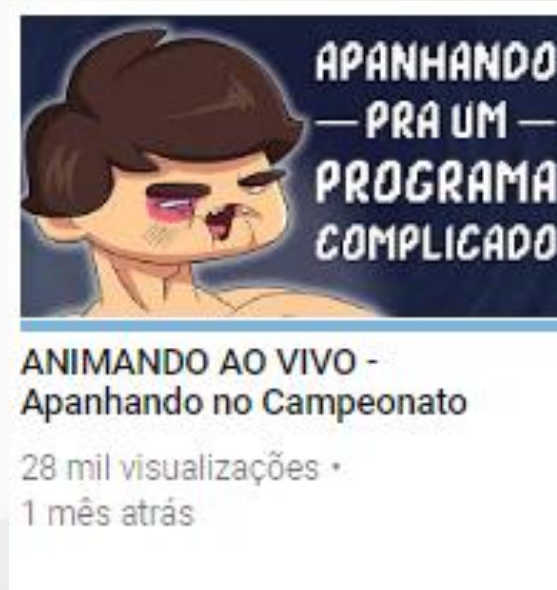 APANHANDO
— PRA UM —
PROGRAMA
COMPLICADO
ANIMANDO AO VIVO -
Apanhando no Campeonato
28 mil visualizações •
1 mês atrás